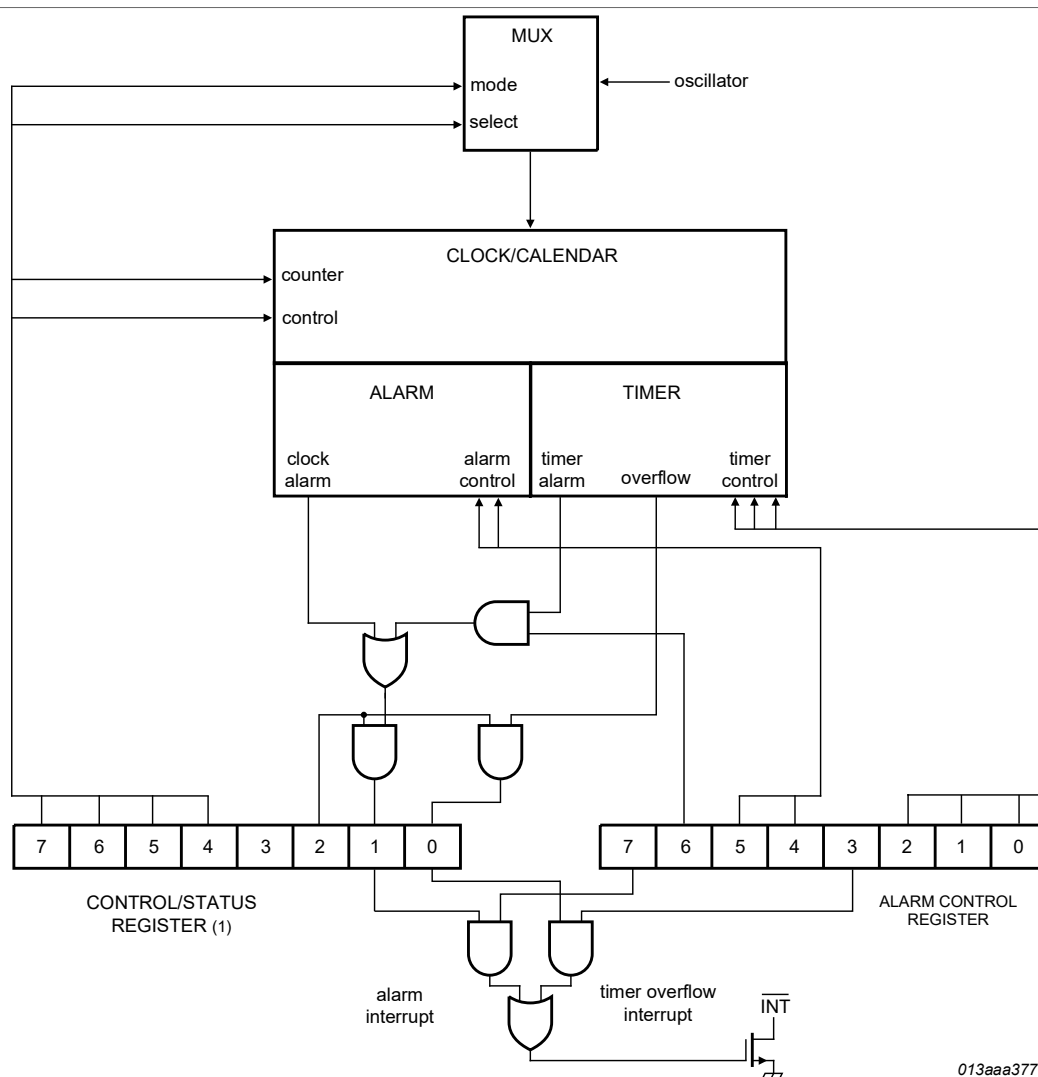 MUX
mode
oscillator
select
CLOCK/CALENDAR
counter
control
ALARM
TIMER
clock
alarm
alarm
control
timer
alarm
overflow
timer
control
7 6 5 4 3 2 1 0
7 6 5 4 3 2 1 0
CONTROL/STATUS
REGISTER (1)
ALARM CONTROL
REGISTER
alarm
interrupt
timer overflow
interrupt
INT
013aaa377